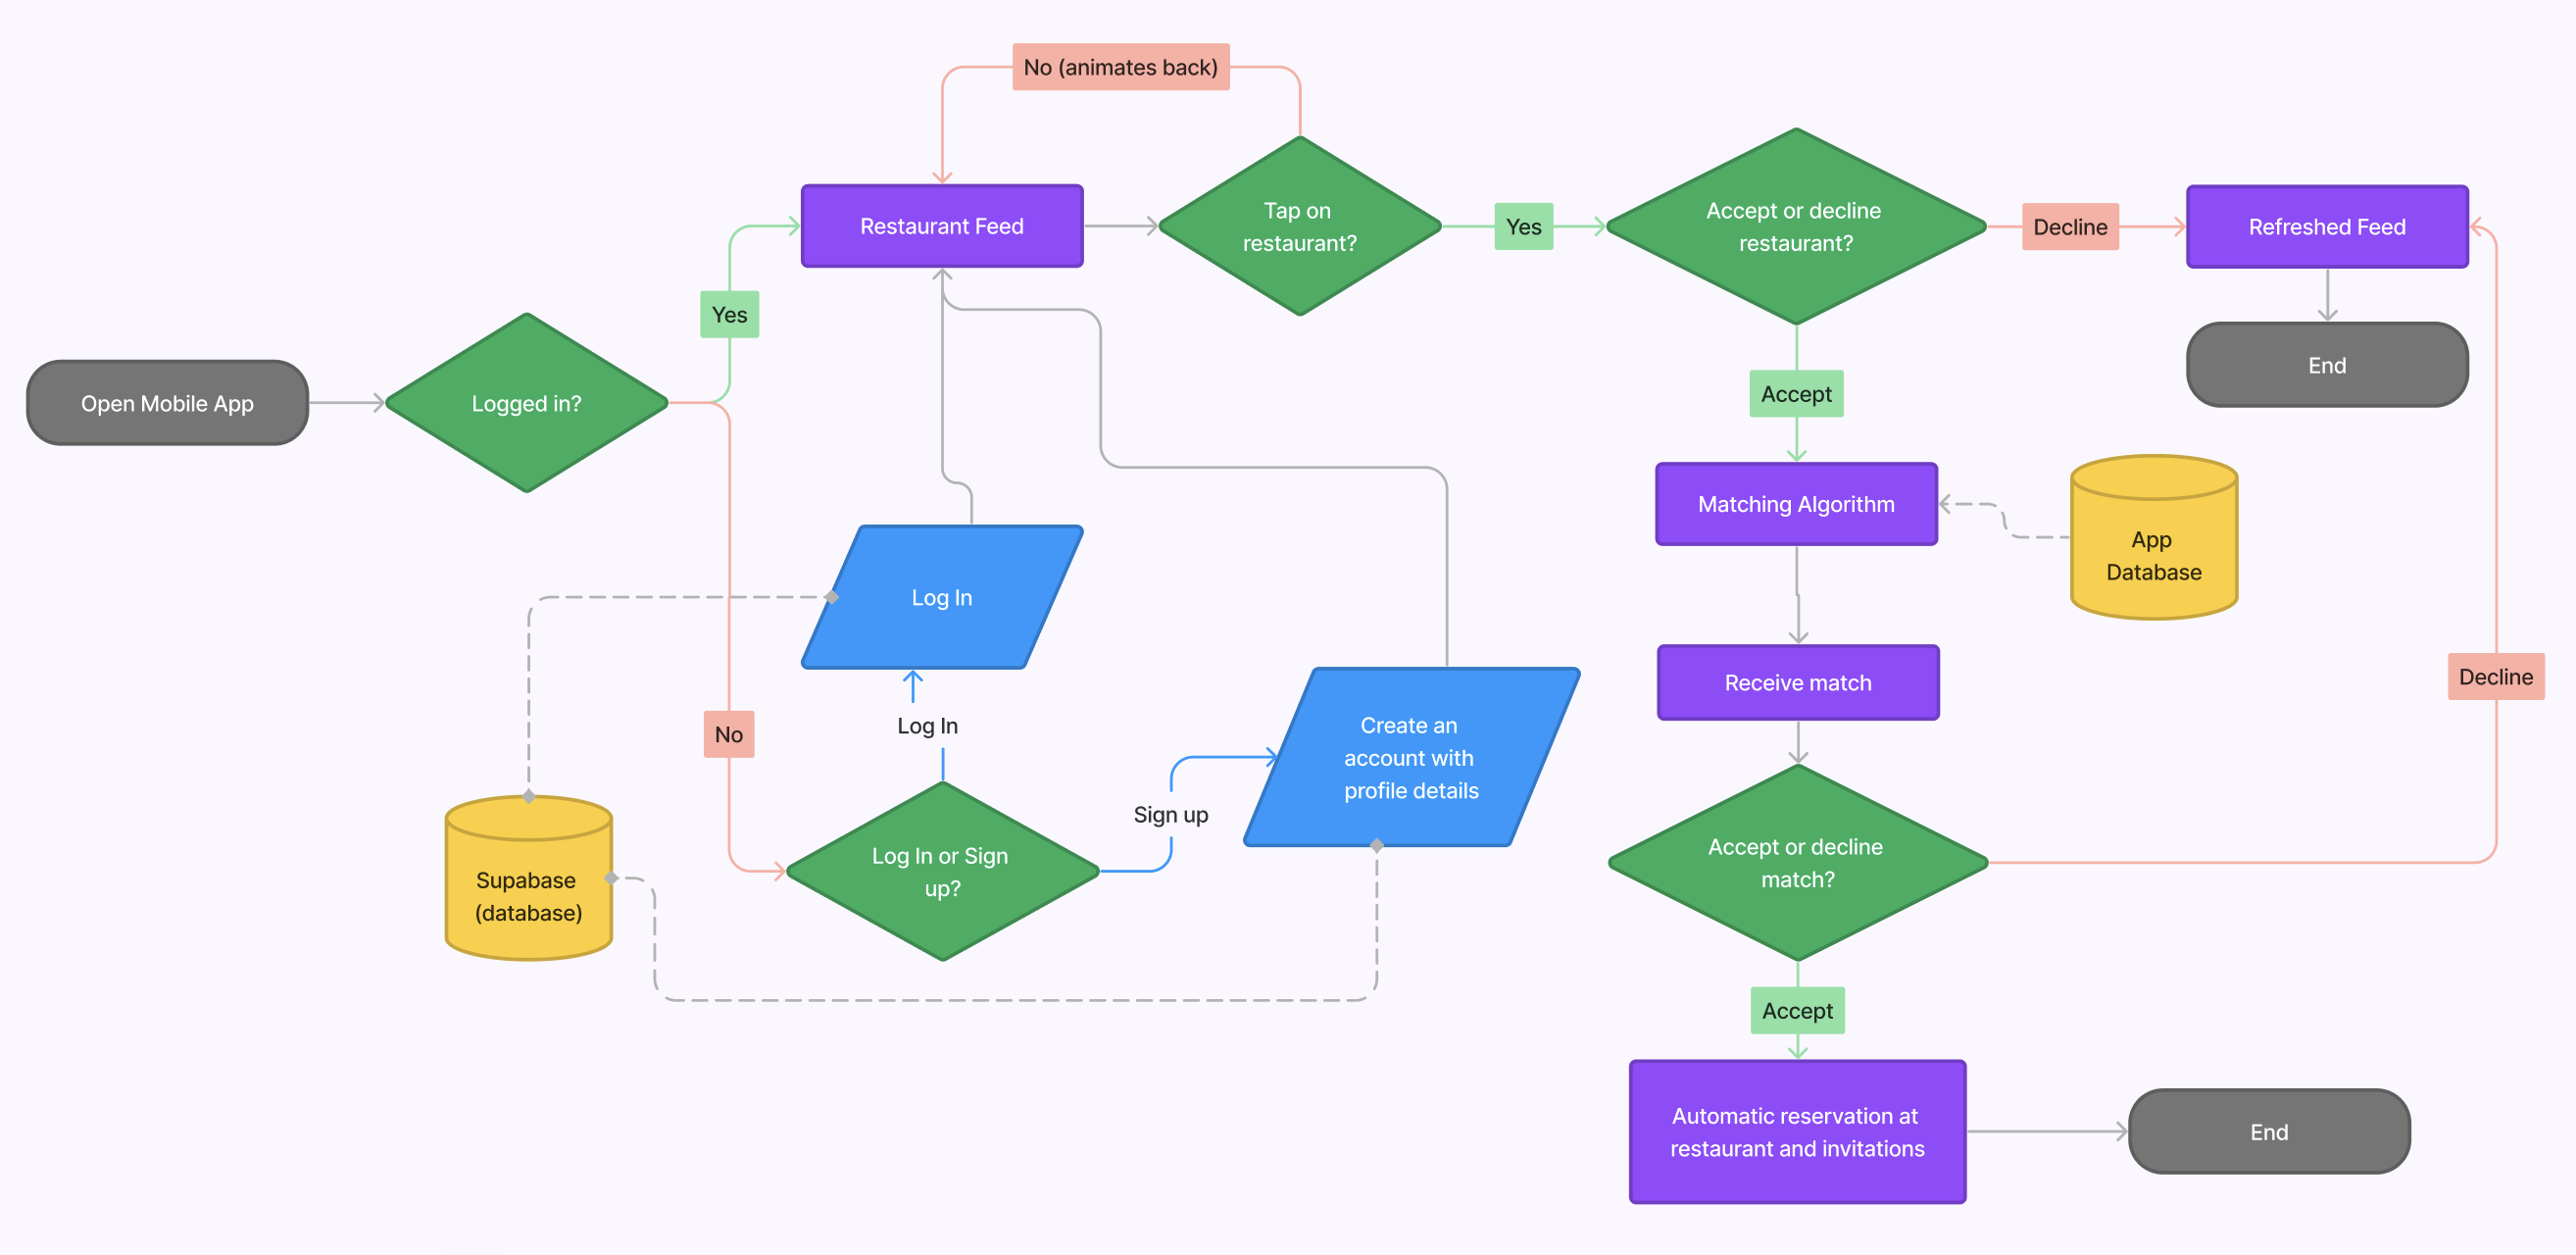 No (animates back)
Restaurant Feed
Tap on
restaurant?
Yes
Accept or decline
restaurant?
Decline
Refreshed Feed
Yes
End
Open Mobile App
Logged in?
Accept
Matching Algorithm
App
Database
Log In
Receive match
Decline
No
Log In
Create an
account with
profile details
Sign up
Log In or Sign
up?
Supabase
(database)
Accept or decline
match?
Accept
Automatic reservation at
restaurant and invitations
End